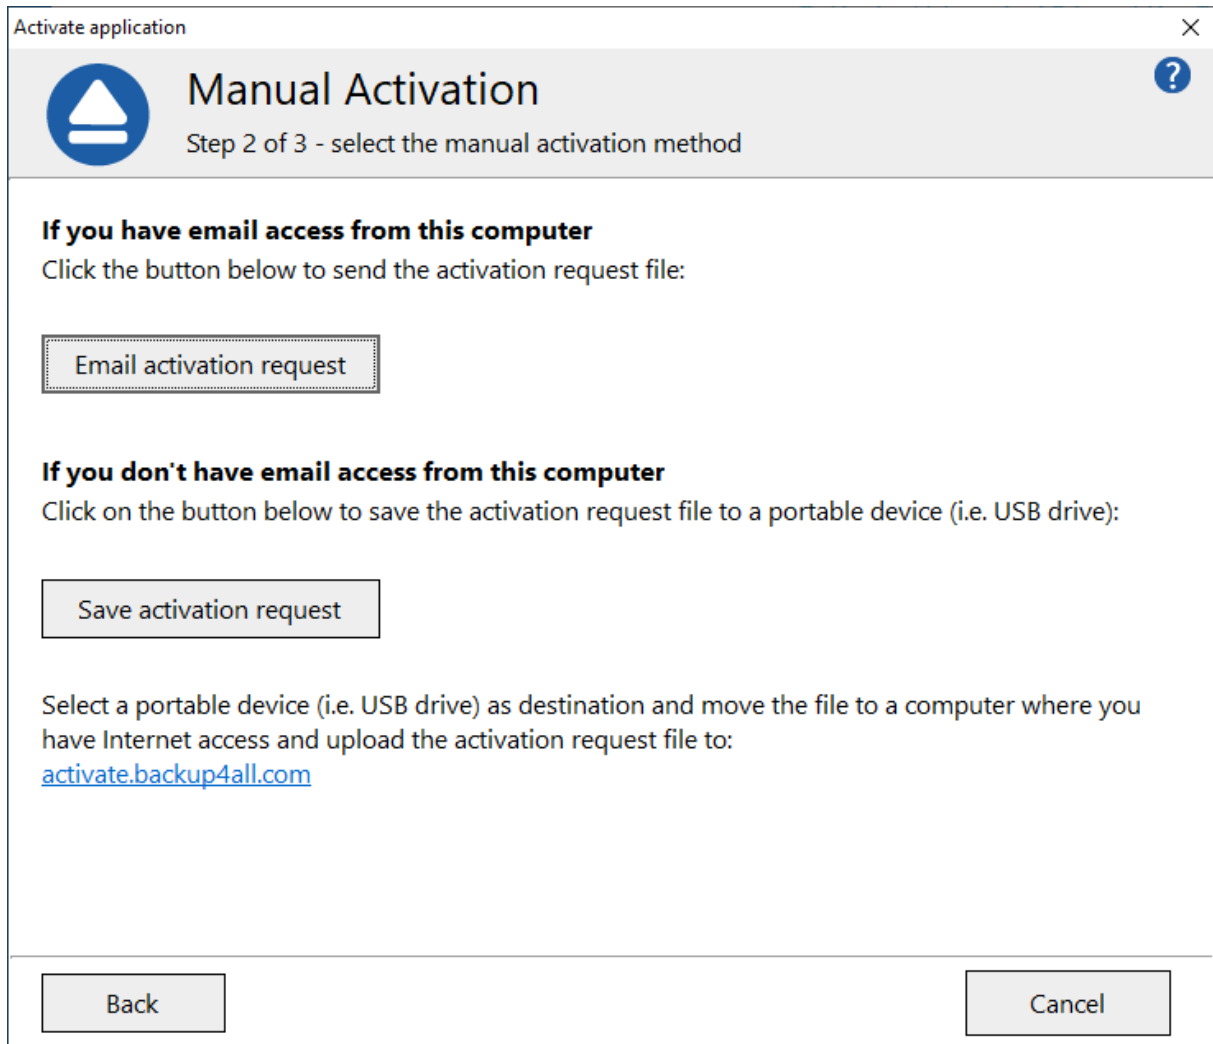 Activate application
Manual Activation
?
Step 2 of 3 - select the manual activation method
If you have email access from this computer
Click the button below to send the activation request file:
Email activation request
If you don't have email access from this computer
Click on the button below to save the activation request file to a portable device (i.e. USB drive):
Save activation request
Select a portable device (i.e. USB drive) as destination and move the file to a computer where you
have Internet access and upload the activation request file to:
activate.backup4all.com
Back
Cancel